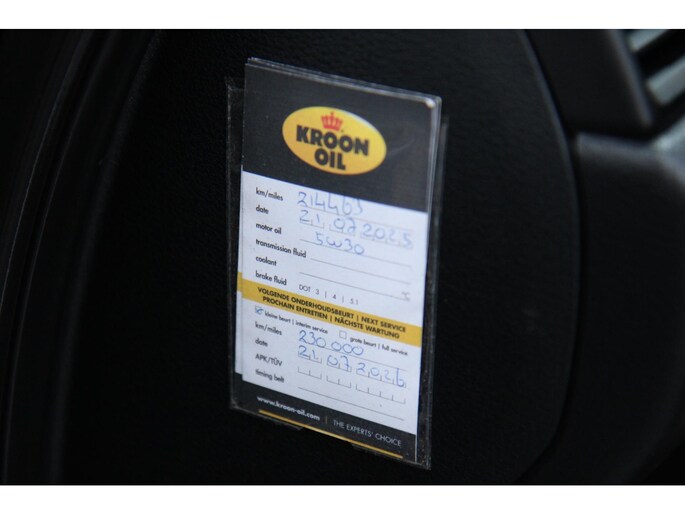 KROON
OIL
km/miles 214463
date 21 07 2025
motor oil 5W30
transmission fluid
coolant °C
brake fluid DOT 3 | 4 | 5.1
VOLGENDE ONDERHOUDSBEURT | NEXT SERVICE
PROCHAIN ENTRETIEN | NÄCHSTE WARTUNG
kleine beurt | interim service grote beurt | full service
km/miles 230.000
date 21 07 2026
APK/TÜV
timing belt
www.kroon-oil.com | THE EXPERTS' CHOICE